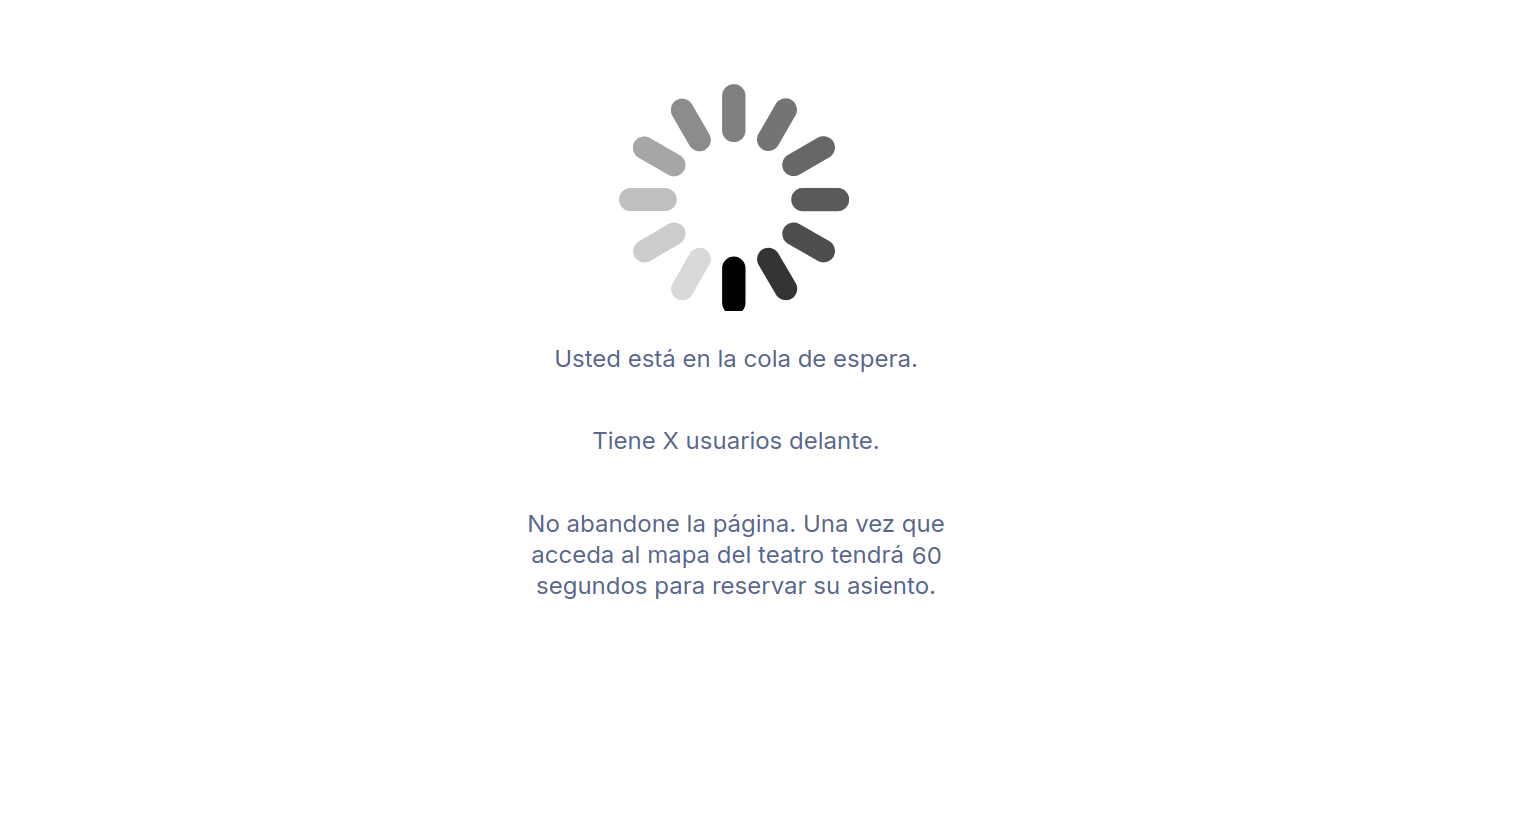 Usted está en la cola de espera.
Tiene X usuarios delante.
No abandone la página. Una vez que
acceda al mapa del teatro tendrá 60
segundos para reservar su asiento.